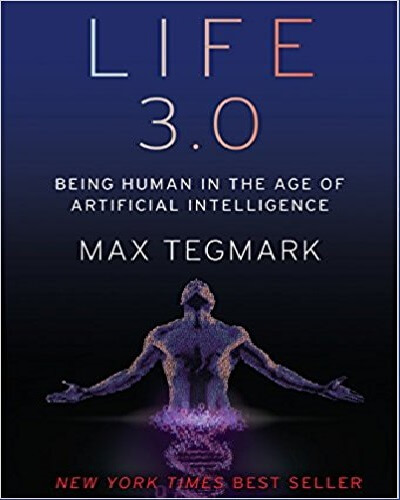 LIFE
3.0
BEING HUMAN IN THE AGE OF
ARTIFICIAL INTELLIGENCE
MAX TEGMARK
NEW YORK TIMES BEST SELLER